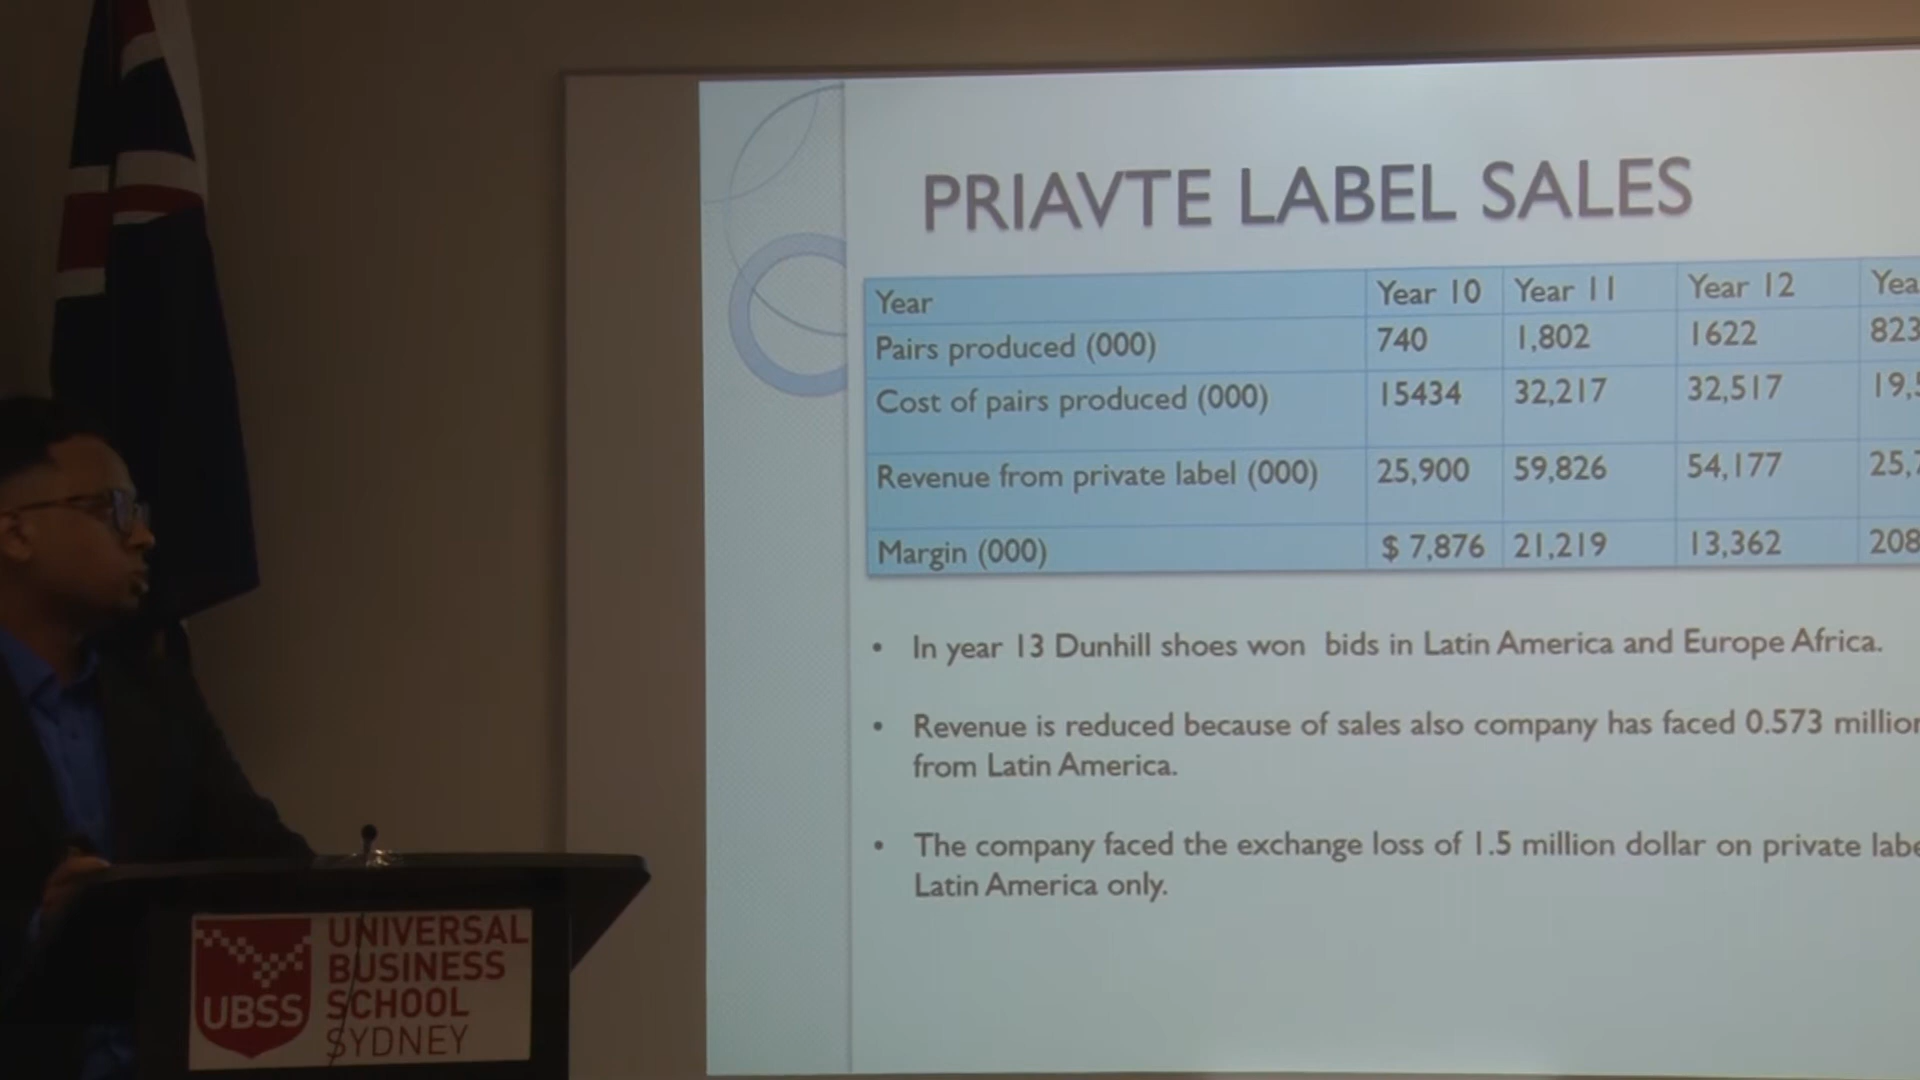 PRIAVTE LABEL SALES
Year Year 10 Year 11 Year 12
Pairs produced (000) 740 1,802 1622 823
Cost of pairs produced (000) 15434 32,217 32,517
Revenue from private label (000) 25,900 59,826 54,177
Margin (000) $ 7,876 21,219 13,362 208
• In year 13 Dunhill shoes won bids in Latin America and Europe Africa.
• Revenue is reduced because of sales also company has faced 0.573 million
from Latin America.
• The company faced the exchange loss of 1.5 million dollar on private
Latin America only.
UBSS
UNIVERSAL
BUSINESS
SCHOOL
SYDNEY